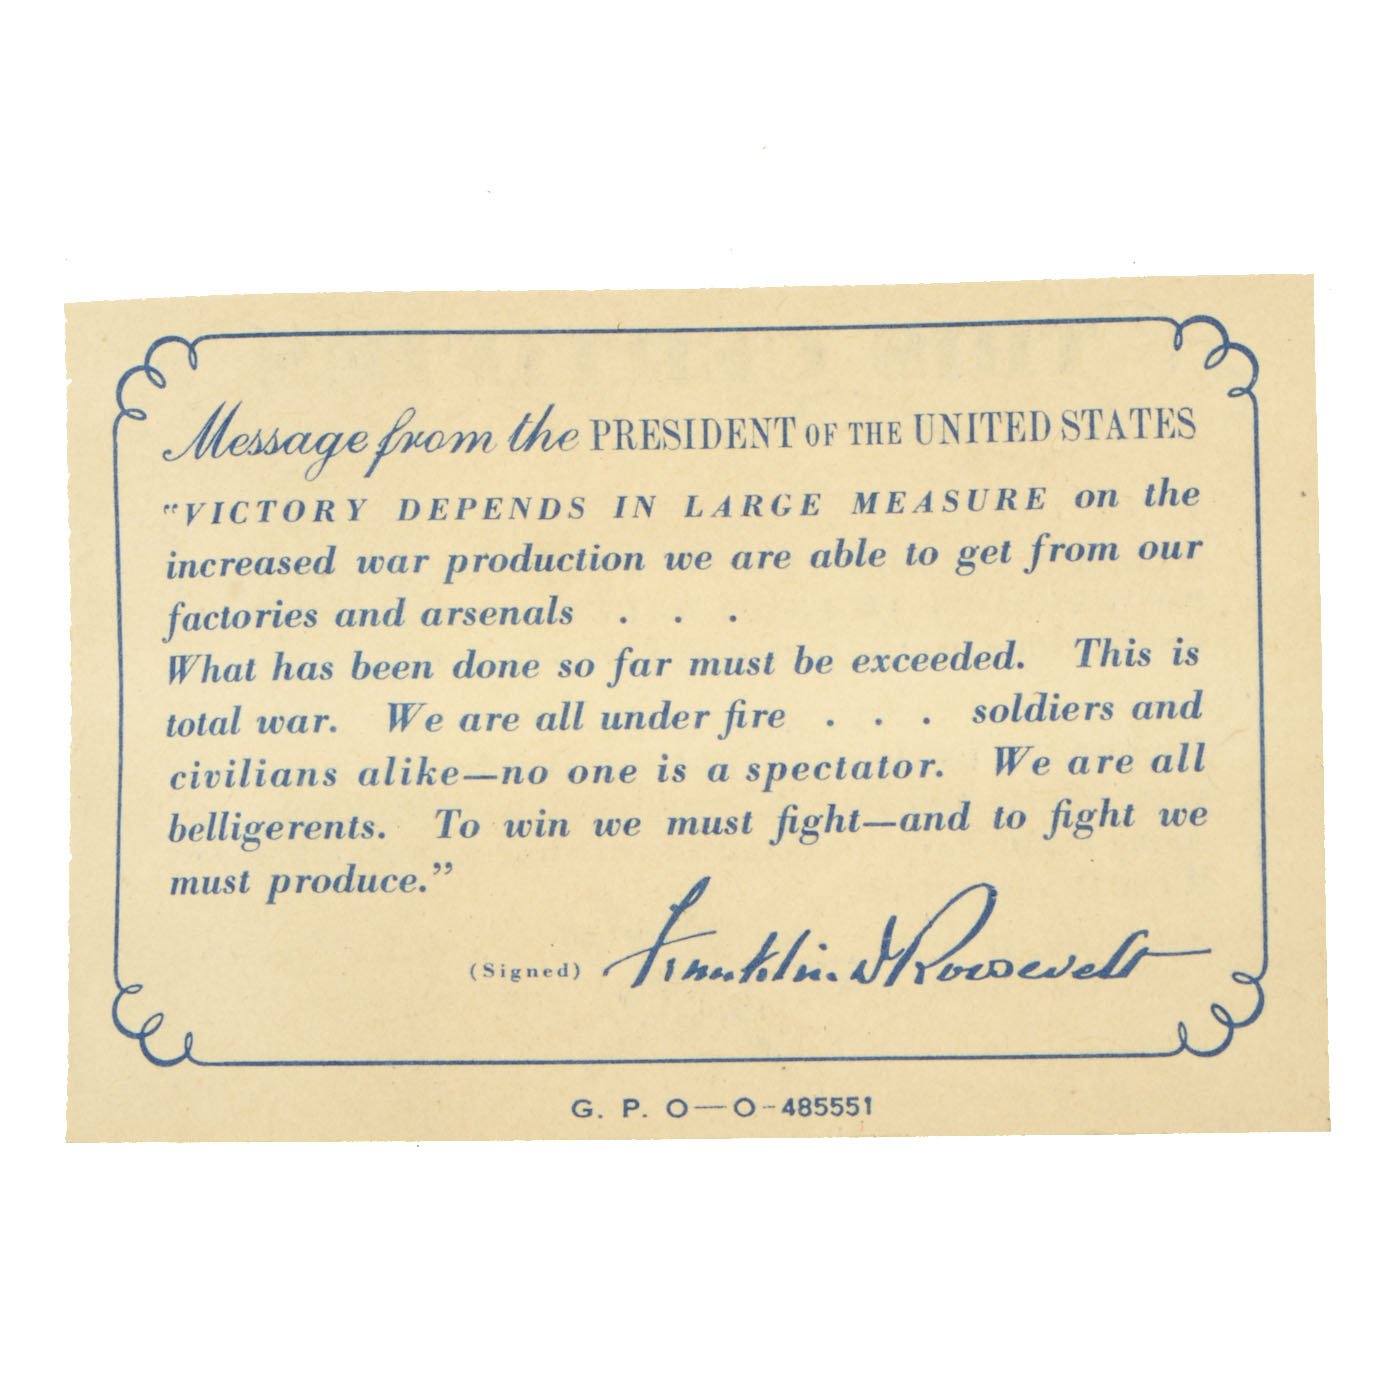 Message from the PRESIDENT OF THE UNITED STATES
"VICTORY DEPENDS IN LARGE MEASURE on the
increased war production we are able to get from our
factories and arsenals . . .
What has been done so far must be exceeded. This is
total war. We are all under fire . . . soldiers and
civilians alike—no one is a spectator. We are all
belligerents. To win we must fight—and to fight we
must produce."
(Signed) Franklin D Roosevelt
G. P. O—O-485551